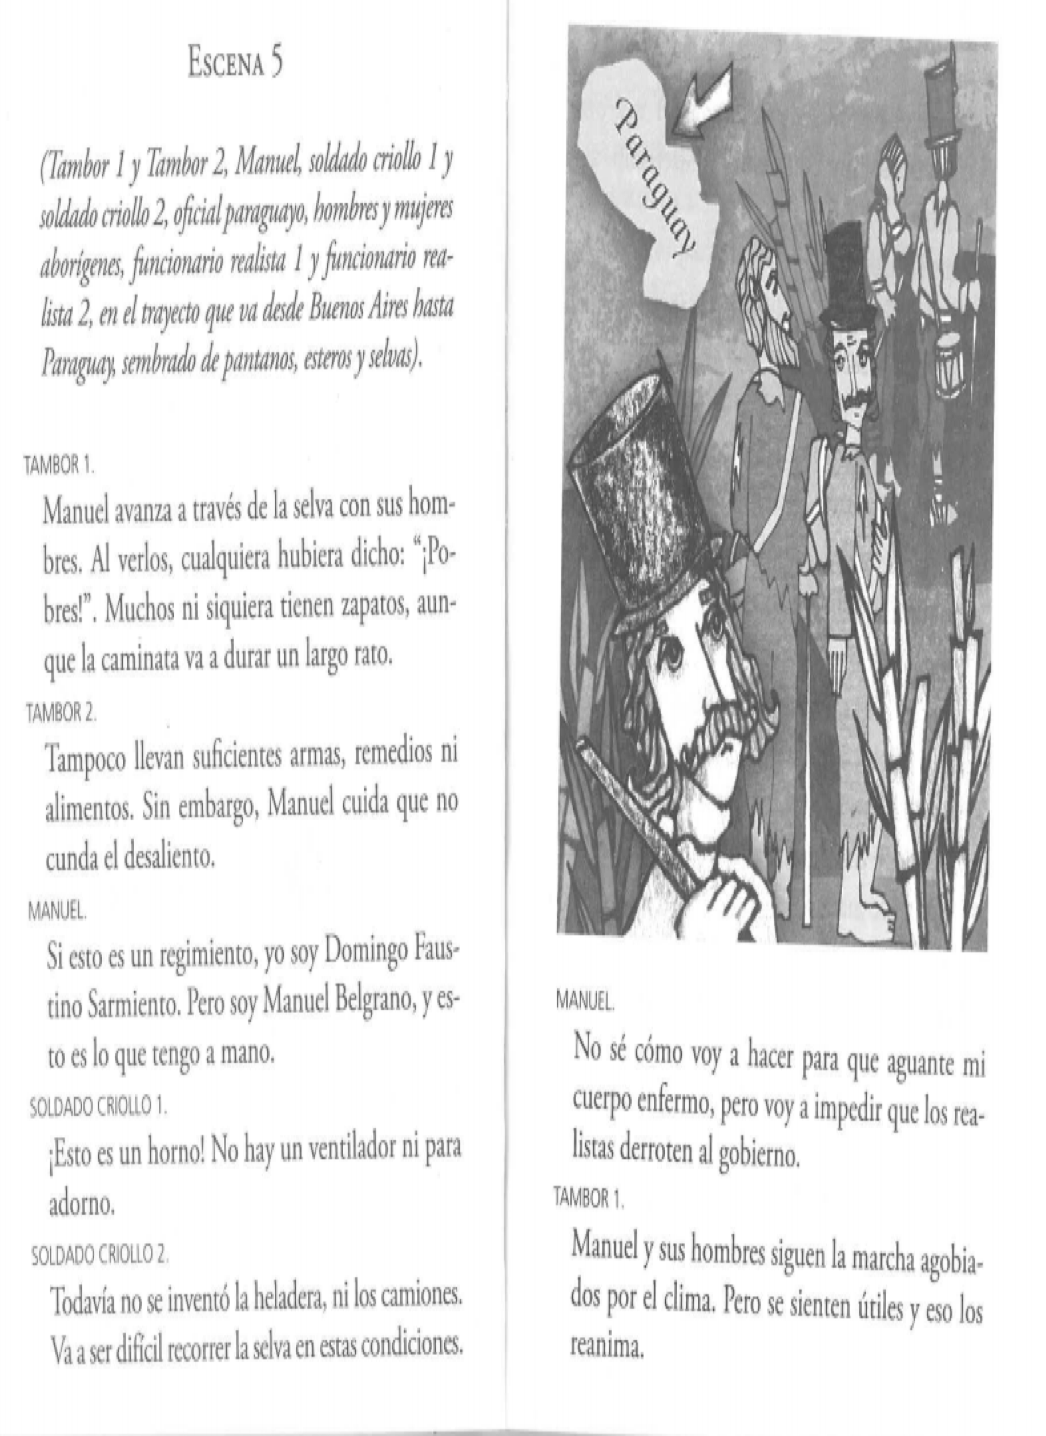 ESCENA 5
(Tambor 1 y Tambor 2, Manuel, soldado criollo 1 y
soldado criollo 2, oficial paraguayo, hombres y mujeres
aborígenes, funcionario realista 1 y funcionario rea-
lista 2, en el trayecto que va desde Buenos Aires hasta
Paraguay, sembrado de pantanos, esteros y selvas).
TAMBOR 1.
Manuel avanza a través de la selva con sus hom-
bres. Al verlos, cualquiera hubiera dicho: “¡Po-
bres!”. Muchos ni siquiera tienen zapatos, aun-
que la caminata va a durar un largo rato.
TAMBOR 2.
Tampoco llevan suficientes armas, remedios ni
alimentos. Sin embargo, Manuel cuida que no
cunda el desaliento.
MANUEL.
Si esto es un regimiento, yo soy Domingo Faus-
tino Sarmiento. Pero soy Manuel Belgrano, y es-
to es lo que tengo a mano.
SOLDADO CRIOLLO 1.
¡Esto es un horno! No hay un ventilador ni para
adorno.
SOLDADO CRIOLLO 2.
Todavía no se inventó la heladera, ni los camiones.
Va a ser difícil recorrer la selva en estas condiciones.
Paraguay
MANUEL.
No sé cómo voy a hacer para que aguante mi
cuerpo enfermo, pero voy a impedir que los rea-
listas derroten al gobierno.
TAMBOR 1.
Manuel y sus hombres siguen la marcha agobia-
dos por el clima. Pero se sienten útiles y eso los
reanima.